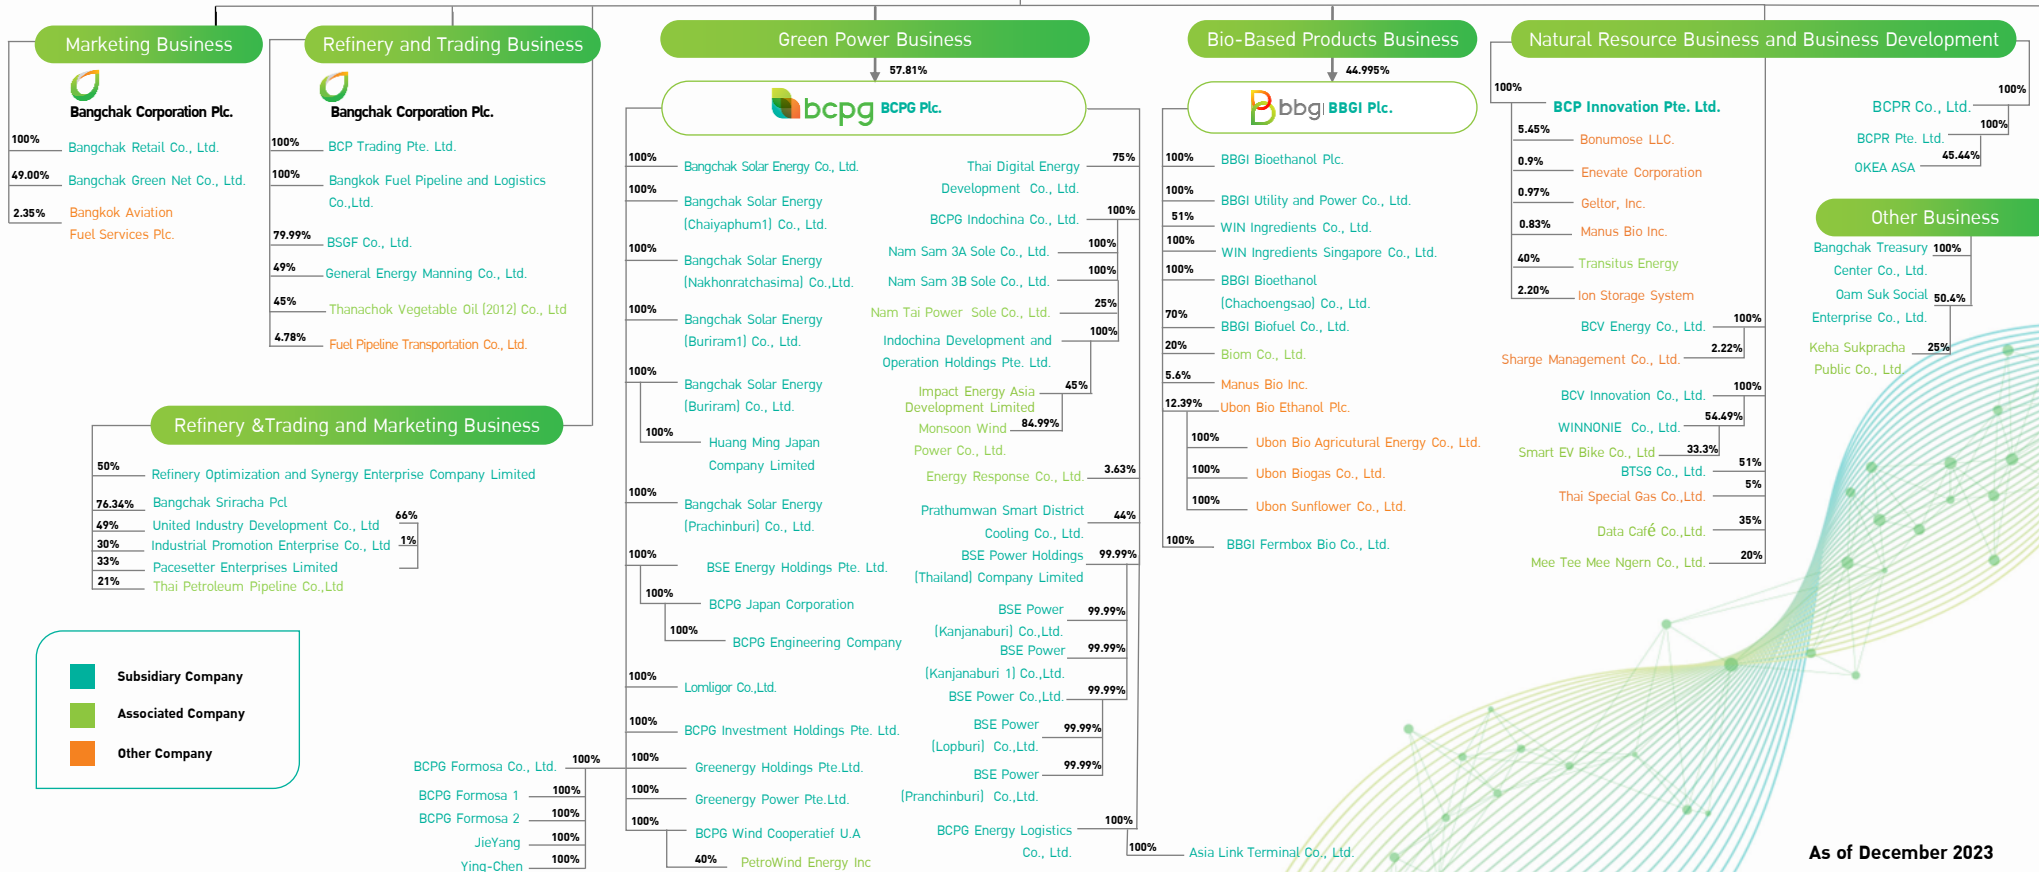 Marketing Business
Bangchak Corporation Plc.
100%
Bangchak Retail Co., Ltd.
49.00%
Bangchak Green Net Co., Ltd.
2.35%
Bangkok Aviation
Fuel Services Plc.
Refinery and Trading Business
Bangchak Corporation Plc.
100%
BCP Trading Pte. Ltd.
100%
Bangkok Fuel Pipeline and Logistics
Co.,Ltd.
79.99%
BSGF Co., Ltd.
49%
General Energy Manning Co., Ltd.
45%
Thanachok Vegetable Oil (2012) Co., Ltd
4.78%
Fuel Pipeline Transportation Co., Ltd.
Refinery &Trading and Marketing Business
50%
Refinery Optimization and Synergy Enterprise Company Limited
76.34%
Bangchak Sriracha Pcl
49%
United Industry Development Co., Ltd
66%
30%
Industrial Promotion Enterprise Co., Ltd
1%
33%
Pacesetter Enterprises Limited
21%
Thai Petroleum Pipeline Co.,Ltd
Subsidiary Company
Associated Company
Other Company
Green Power Business
57.81%
bcpg BCPG Plc.
100%
Bangchak Solar Energy Co., Ltd.
100%
Bangchak Solar Energy
(Chaiyaphum1) Co., Ltd.
100%
Bangchak Solar Energy
(Nakhonratchasima) Co.,Ltd.
100%
Bangchak Solar Energy
(Buriram1) Co., Ltd.
100%
Bangchak Solar Energy
(Buriram) Co., Ltd.
100%
Huang Ming Japan
Company Limited
100%
Bangchak Solar Energy
(Prachinburi) Co., Ltd.
100%
BSE Energy Holdings Pte. Ltd.
100%
BCPG Japan Corporation
100%
BCPG Engineering Company
100%
Lomligor Co.,Ltd.
100%
BCPG Investment Holdings Pte. Ltd.
100%
Greenergy Holdings Pte.Ltd.
100%
Greenergy Power Pte.Ltd.
100%
BCPG Wind Cooperatief U.A
40%
PetroWind Energy Inc
BCPG Formosa Co., Ltd.
100%
BCPG Formosa 1
100%
BCPG Formosa 2
100%
JieYang
100%
Ying-Chen
100%
Thai Digital Energy
75%
Development Co., Ltd.
BCPG Indochina Co., Ltd.
100%
Nam Sam 3A Sole Co., Ltd.
100%
Nam Sam 3B Sole Co., Ltd.
100%
Nam Tai Power Sole Co., Ltd.
25%
Indochina Development and
100%
Operation Holdings Pte. Ltd.
Impact Energy Asia
45%
Development Limited
Monsoon Wind
84.99%
Power Co., Ltd.
Energy Response Co., Ltd.
3.63%
Prathumwan Smart District
44%
Cooling Co., Ltd.
BSE Power Holdings
99.99%
(Thailand) Company Limited
BSE Power
99.99%
(Kanjanaburi) Co.,Ltd.
BSE Power
99.99%
(Kanjanaburi 1) Co.,Ltd.
BSE Power Co.,Ltd.
99.99%
BSE Power
99.99%
(Lopburi) Co.,Ltd.
BSE Power
99.99%
(Pranchinburi) Co.,Ltd.
BCPG Energy Logistics
100%
Co., Ltd.
100%
Asia Link Terminal Co., Ltd.
Bio-Based Products Business
44.995%
bbgi BBGI Plc.
100%
BBGI Bioethanol Plc.
100%
BBGI Utility and Power Co., Ltd.
51%
WIN Ingredients Co., Ltd.
100%
WIN Ingredients Singapore Co., Ltd.
100%
BBGI Bioethanol
(Chachoengsao) Co., Ltd.
70%
BBGI Biofuel Co., Ltd.
20%
Biom Co., Ltd.
5.6%
Manus Bio Inc.
12.39%
Ubon Bio Ethanol Plc.
100%
Ubon Bio Agricutural Energy Co., Ltd.
100%
Ubon Biogas Co., Ltd.
100%
Ubon Sunflower Co., Ltd.
100%
BBGI Fermbox Bio Co., Ltd.
Natural Resource Business and Business Development
100%
BCP Innovation Pte. Ltd.
5.45%
Bonumose LLC.
0.9%
Enevate Corporation
0.97%
Geltor, Inc.
0.83%
Manus Bio Inc.
40%
Transitus Energy
2.20%
Ion Storage System
BCV Energy Co., Ltd.
100%
Sharge Management Co., Ltd.
2.22%
BCV Innovation Co., Ltd.
100%
WINNONIE Co., Ltd.
54.49%
Smart EV Bike Co., Ltd
33.3%
BTSG Co., Ltd.
51%
Thai Special Gas Co.,Ltd.
5%
Data Café Co.,Ltd.
35%
Mee Tee Mee Ngern Co., Ltd.
20%
100%
BCPR Co., Ltd.
BCPR Pte. Ltd.
100%
OKEA ASA
45.44%
Other Business
Bangchak Treasury
100%
Center Co., Ltd.
Oam Suk Social
50.4%
Enterprise Co., Ltd.
Keha Sukpracha
25%
Public Co., Ltd
As of December 2023